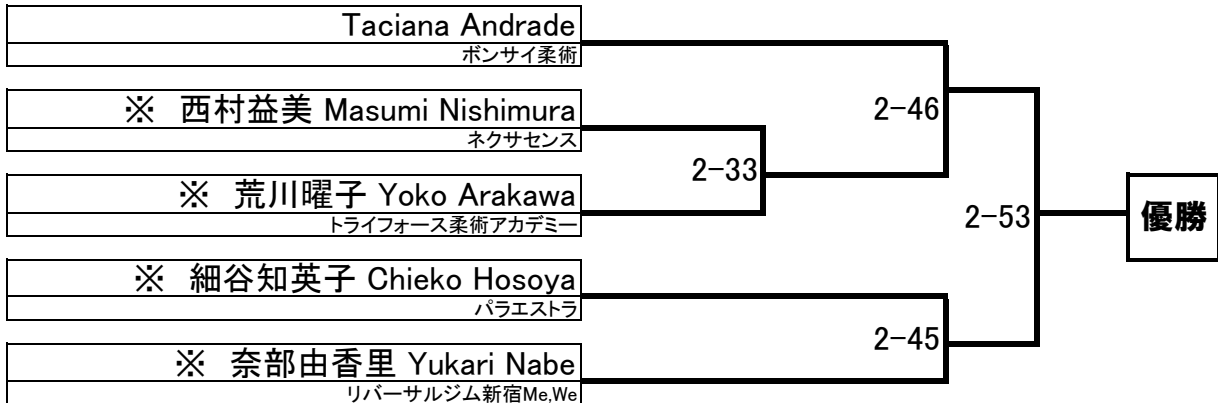 Taciana Andrade
ボンサイ柔術
※ 西村益美 Masumi Nishimura
ネクサセンス
※ 荒川曜子 Yoko Arakawa
トライフォース柔術アカデミー
※ 細谷知英子 Chieko Hosoya
パラエストラ
※ 奈部由香里 Yukari Nabe
リバーサルジム新宿Me,We
2-33
2-46
2-45
2-53
優勝